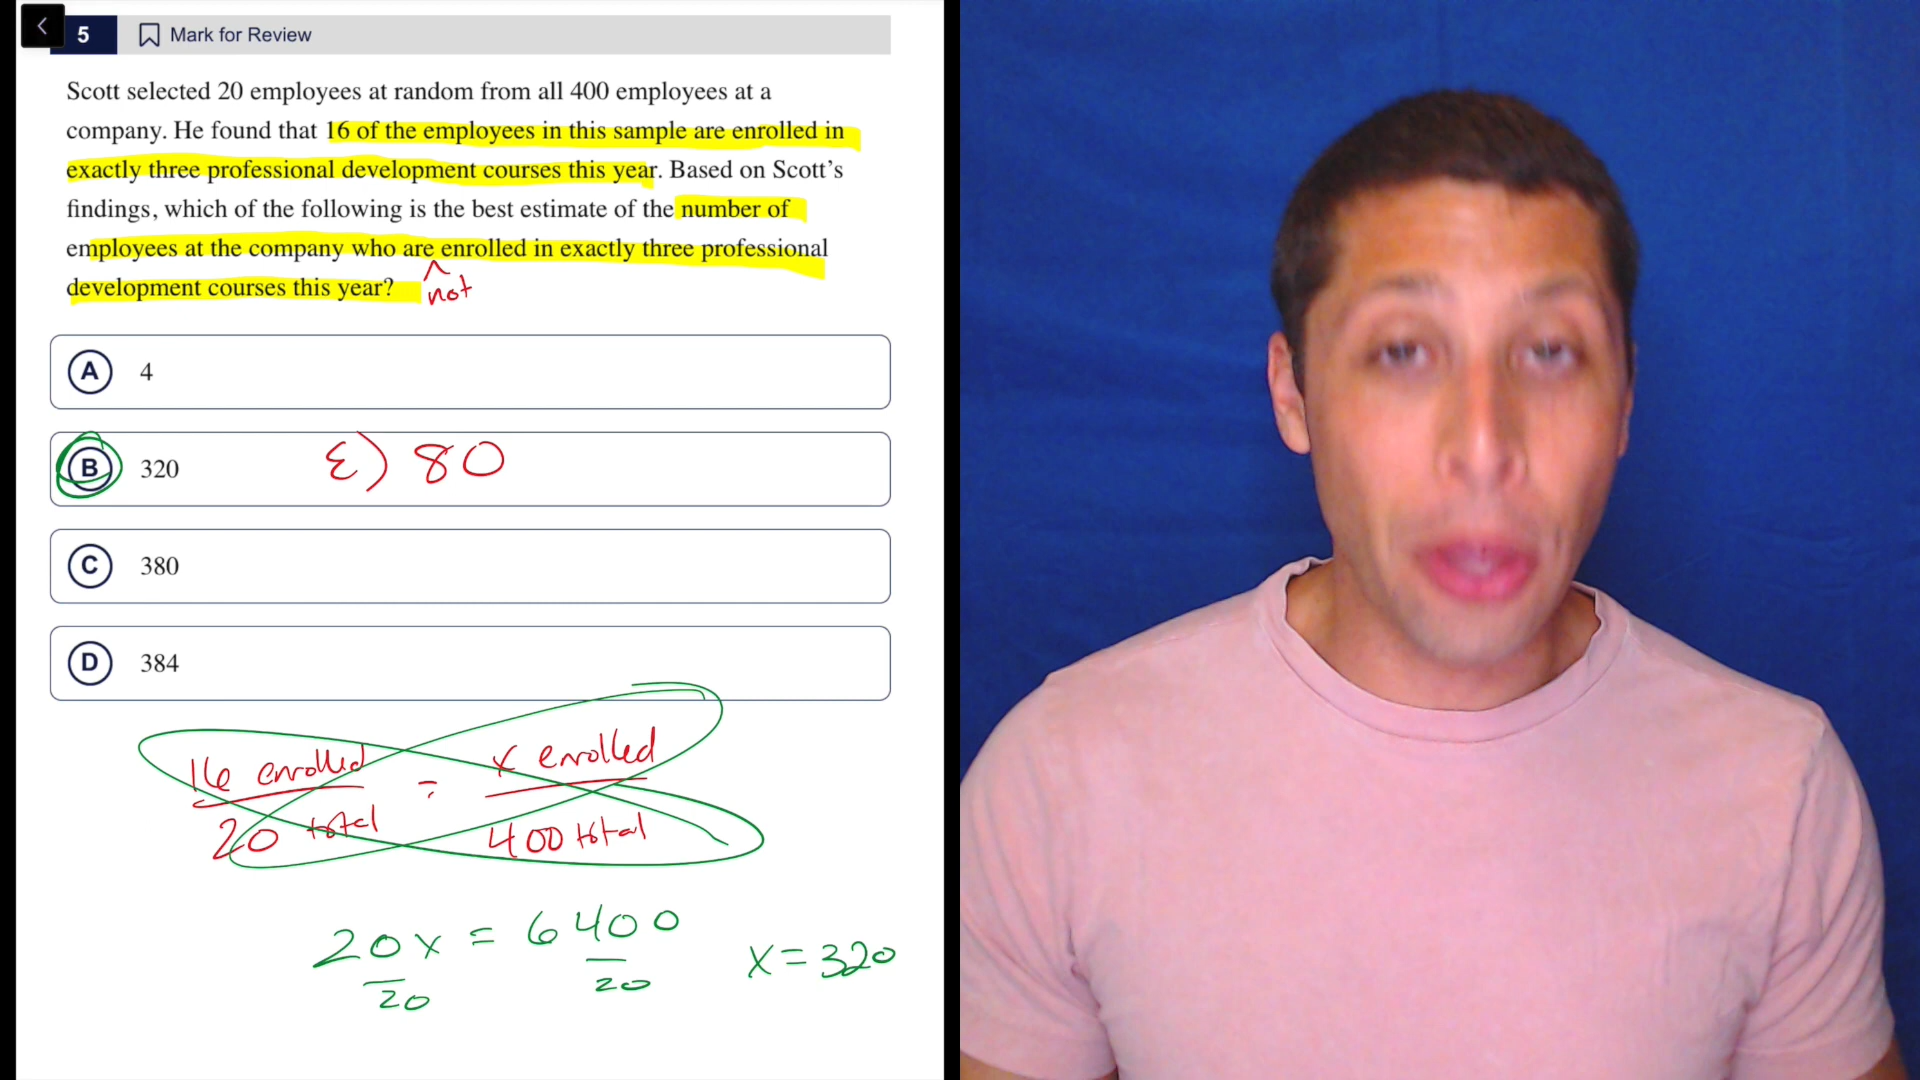 5 Mark for Review
Scott selected 20 employees at random from all 400 employees at a
company. He found that 16 of the employees in this sample are enrolled in
exactly three professional development courses this year. Based on Scott’s
findings, which of the following is the best estimate of the number of
employees at the company who are enrolled in exactly three professional
development courses this year?
^
not
A 4
B 320
E) 80
C 380
D 384
16 enrolled / 20 total = x enrolled / 400 total
20x = 6400
20 20
x = 320